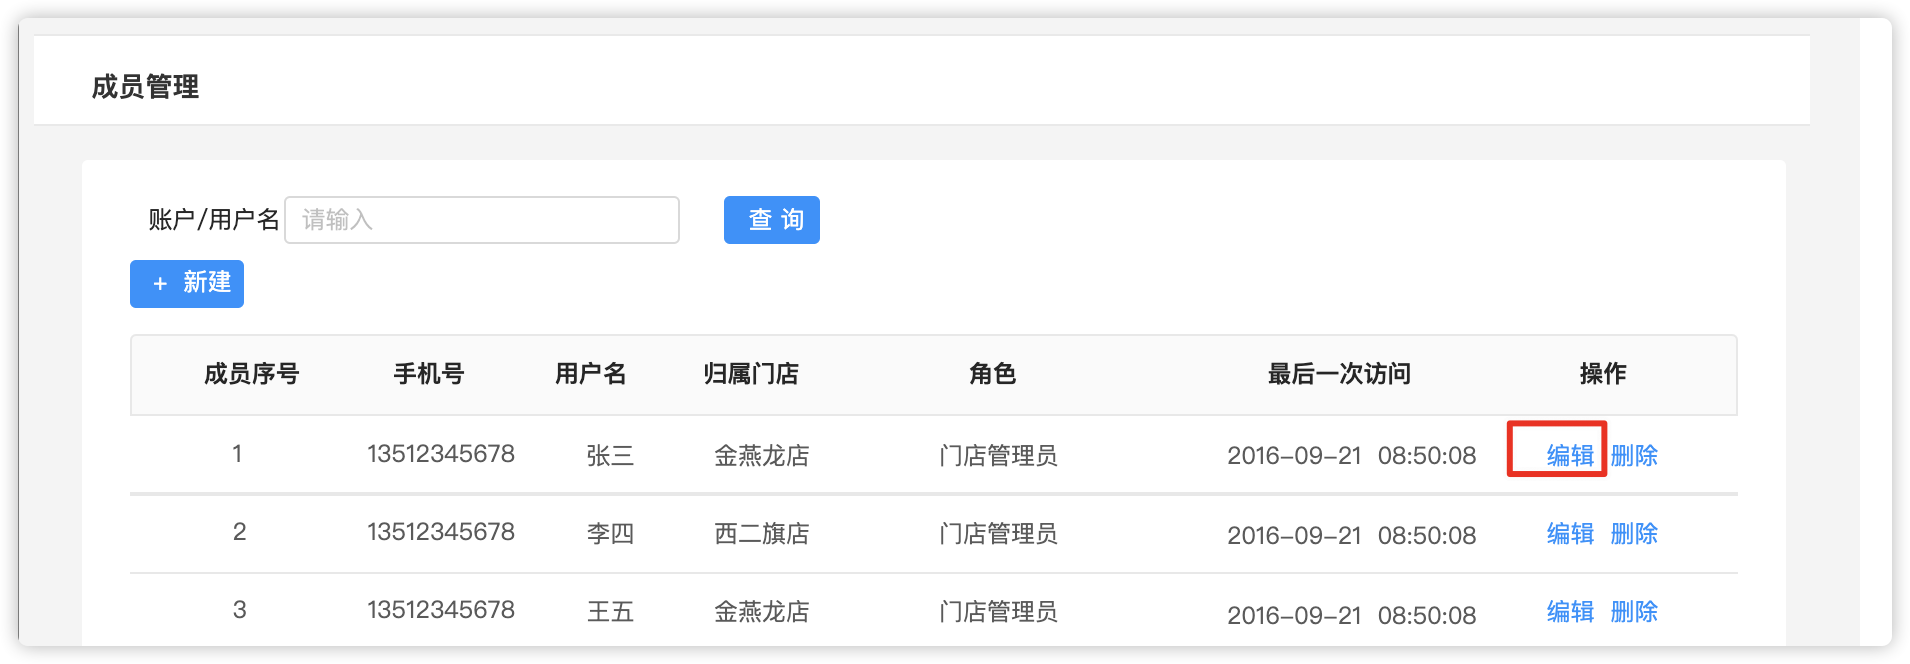 成员管理
账户/用户名 请输入 查 询
+ 新建
成员序号 手机号 用户名 归属门店 角色 最后一次访问 操作
1 13512345678 张三 金燕龙店 门店管理员 2016-09-21 08:50:08 编辑 删除
2 13512345678 李四 西二旗店 门店管理员 2016-09-21 08:50:08 编辑 删除
3 13512345678 王五 金燕龙店 门店管理员 2016-09-21 08:50:08 编辑 删除